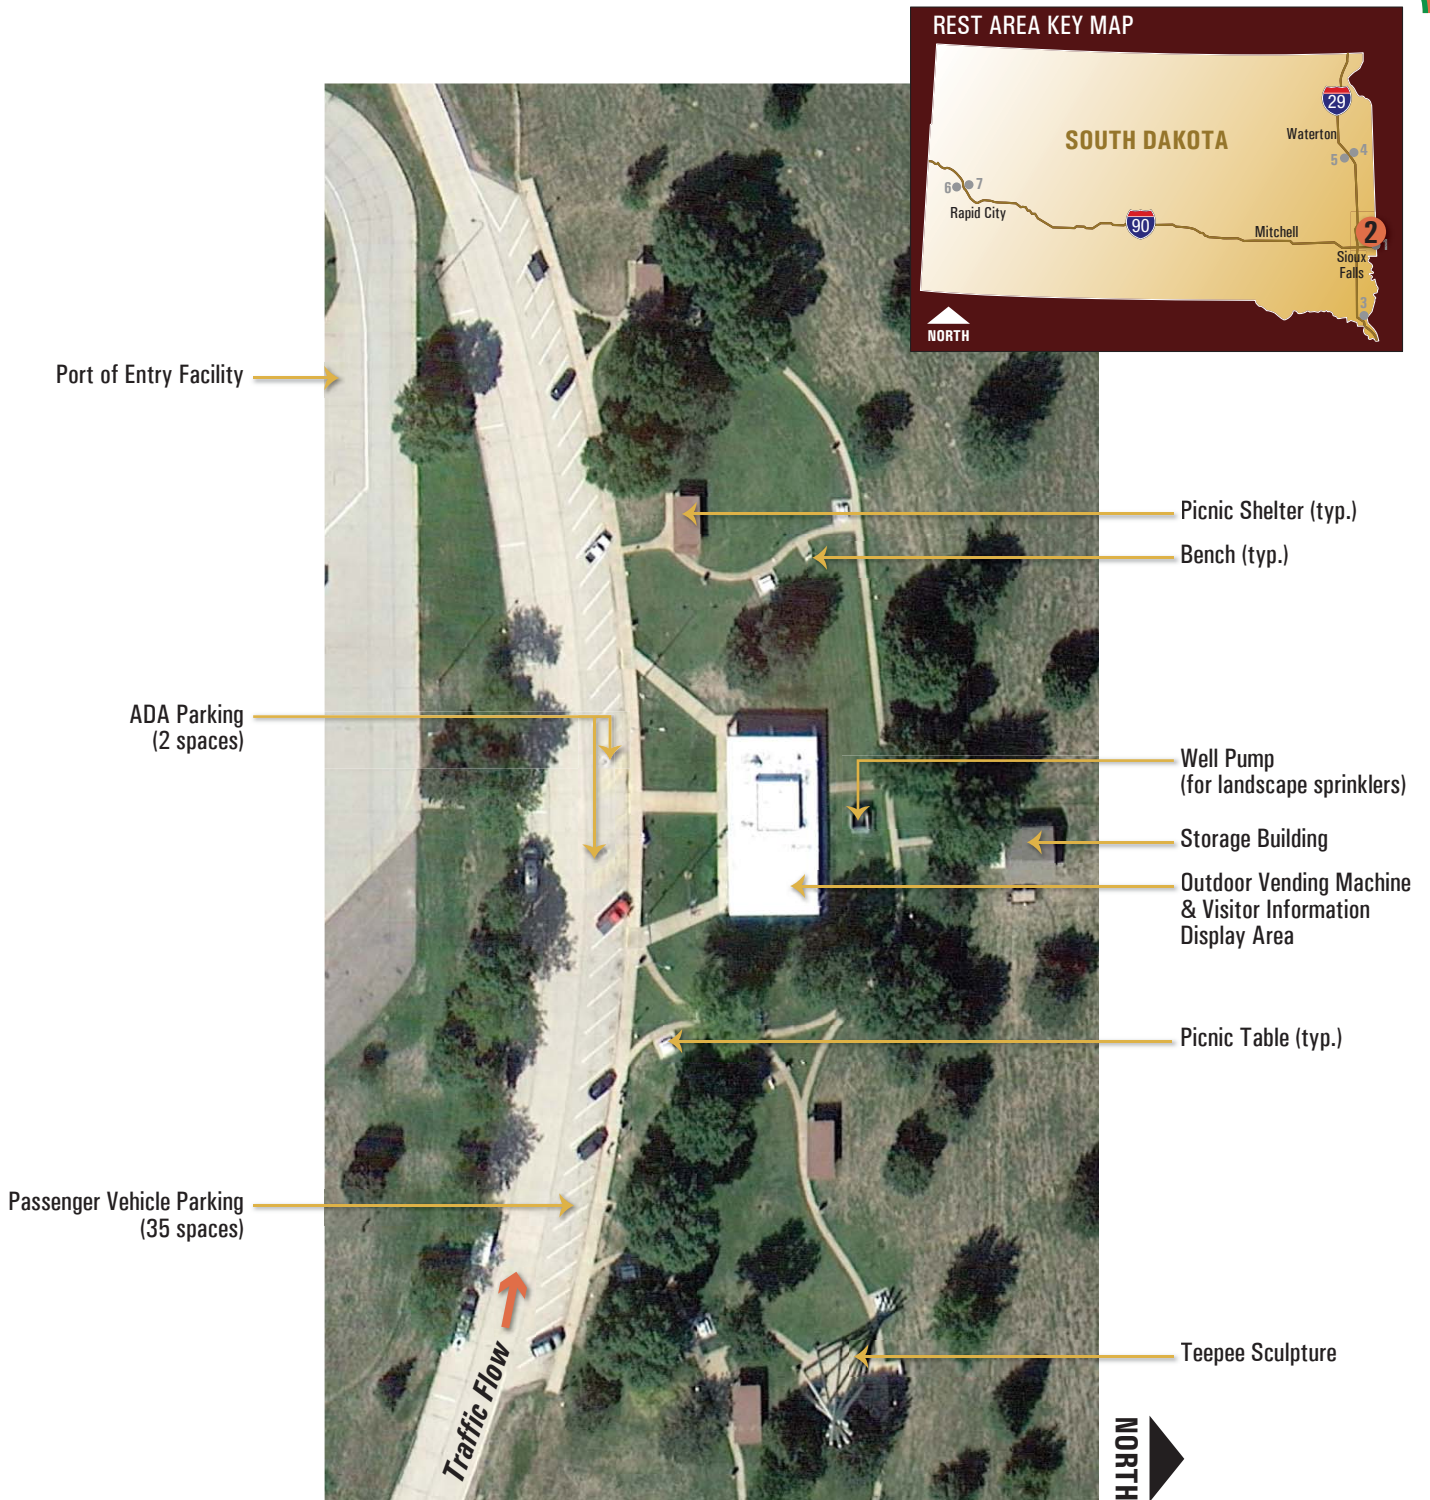 REST AREA KEY MAP
29
Waterton
SOUTH DAKOTA
5
4
6
7
Rapid City
90
Mitchell
2
1
Sioux
Falls
3
NORTH
Port of Entry Facility
Picnic Shelter (typ.)
Bench (typ.)
ADA Parking
(2 spaces)
Well Pump
(for landscape sprinklers)
Storage Building
Outdoor Vending Machine
& Visitor Information
Display Area
Picnic Table (typ.)
Passenger Vehicle Parking
(35 spaces)
Traffic Flow
Teepee Sculpture
NORTH